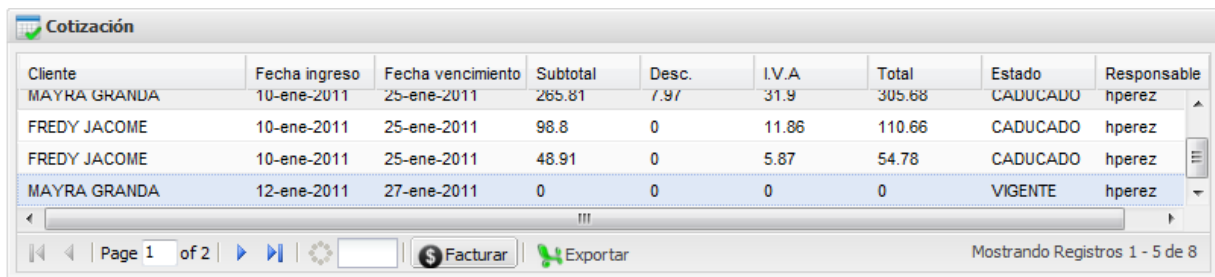 Cotización
Cliente Fecha ingreso Fecha vencimiento Subtotal Desc. I.V.A Total Estado Responsable
MAYRA GRANDA 10-ene-2011 25-ene-2011 265.81 7.97 31.9 305.68 CADUCADO hperez
FREDY JACOME 10-ene-2011 25-ene-2011 98.8 0 11.86 110.66 CADUCADO hperez
FREDY JACOME 10-ene-2011 25-ene-2011 48.91 0 5.87 54.78 CADUCADO hperez
MAYRA GRANDA 12-ene-2011 27-ene-2011 0 0 0 0 VIGENTE hperez
Page 1 of 2 Facturar Exportar Mostrando Registros 1 - 5 de 8